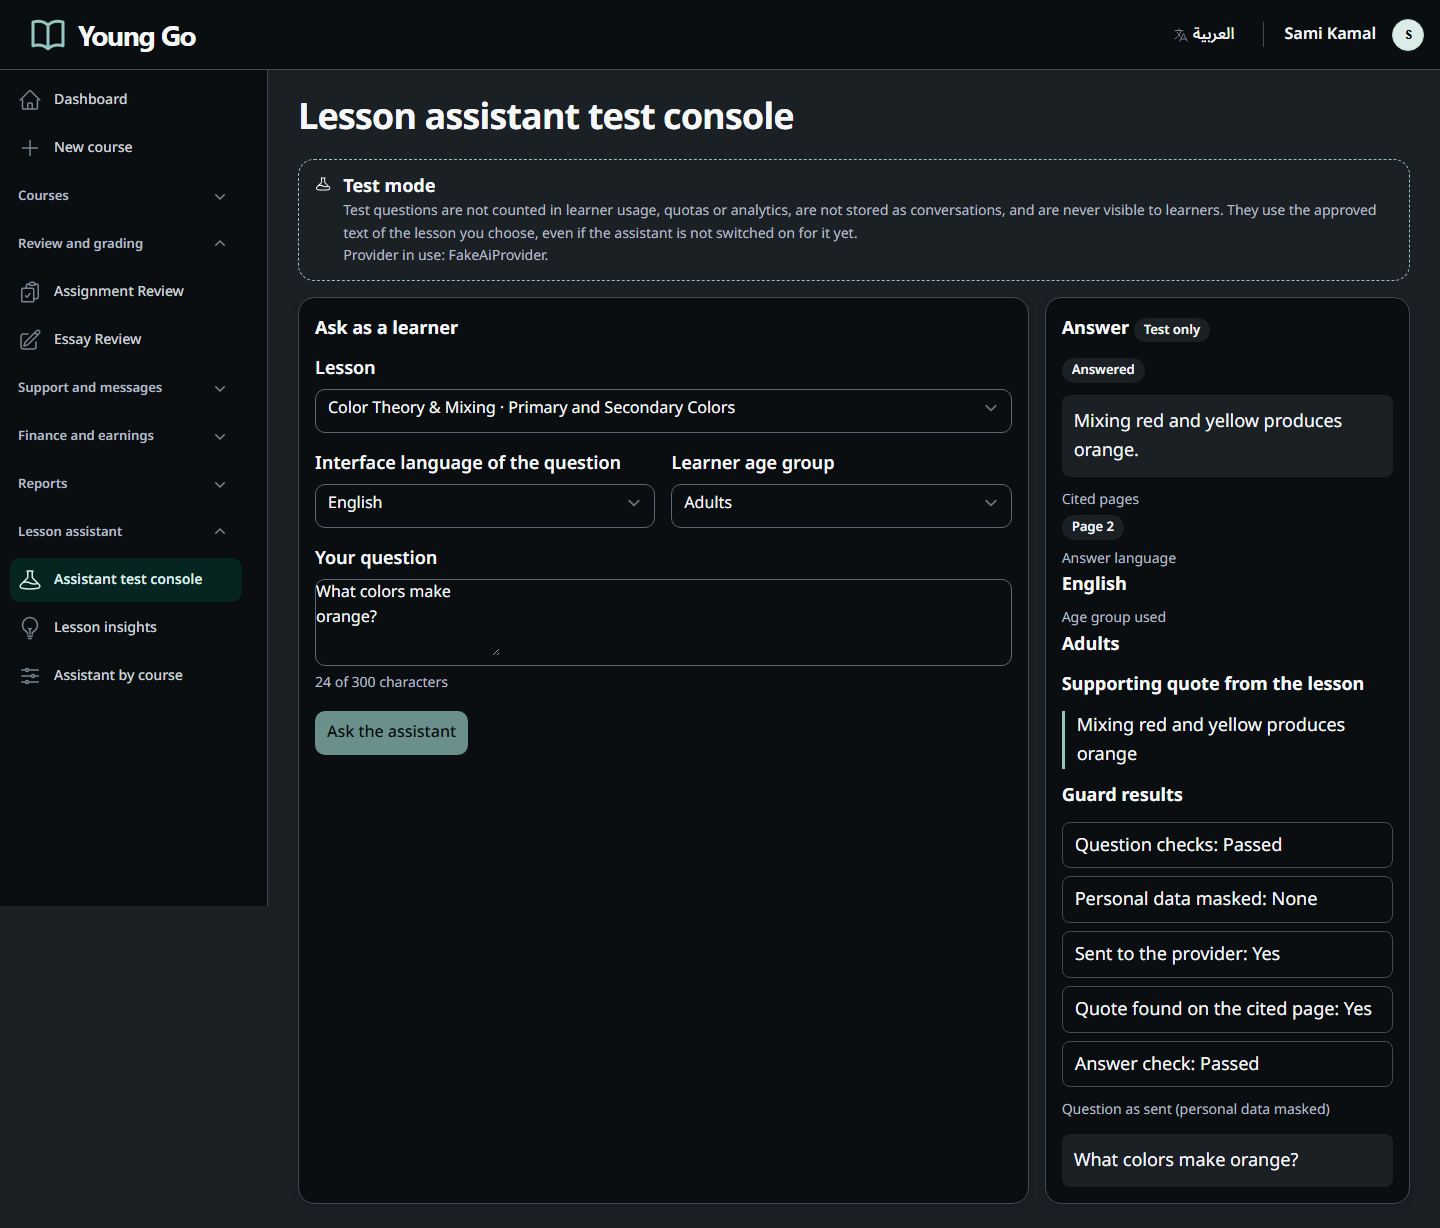 Young Go
العربية
Sami Kamal
S
Dashboard
New course
Courses
Review and grading
Assignment Review
Essay Review
Support and messages
Finance and earnings
Reports
Lesson assistant
Assistant test console
Lesson insights
Assistant by course
Lesson assistant test console
Test mode
Test questions are not counted in learner usage, quotas or analytics, are not stored as conversations, and are never visible to learners. They use the approved
text of the lesson you choose, even if the assistant is not switched on for it yet.
Provider in use: FakeAiProvider.
Ask as a learner
Lesson
Color Theory & Mixing · Primary and Secondary Colors
Interface language of the question
English
Learner age group
Adults
Your question
What colors make
orange?
24 of 300 characters
Ask the assistant
Answer Test only
Answered
Mixing red and yellow produces
orange.
Cited pages
Page 2
Answer language
English
Age group used
Adults
Supporting quote from the lesson
Mixing red and yellow produces
orange
Guard results
Question checks: Passed
Personal data masked: None
Sent to the provider: Yes
Quote found on the cited page: Yes
Answer check: Passed
Question as sent (personal data masked)
What colors make orange?